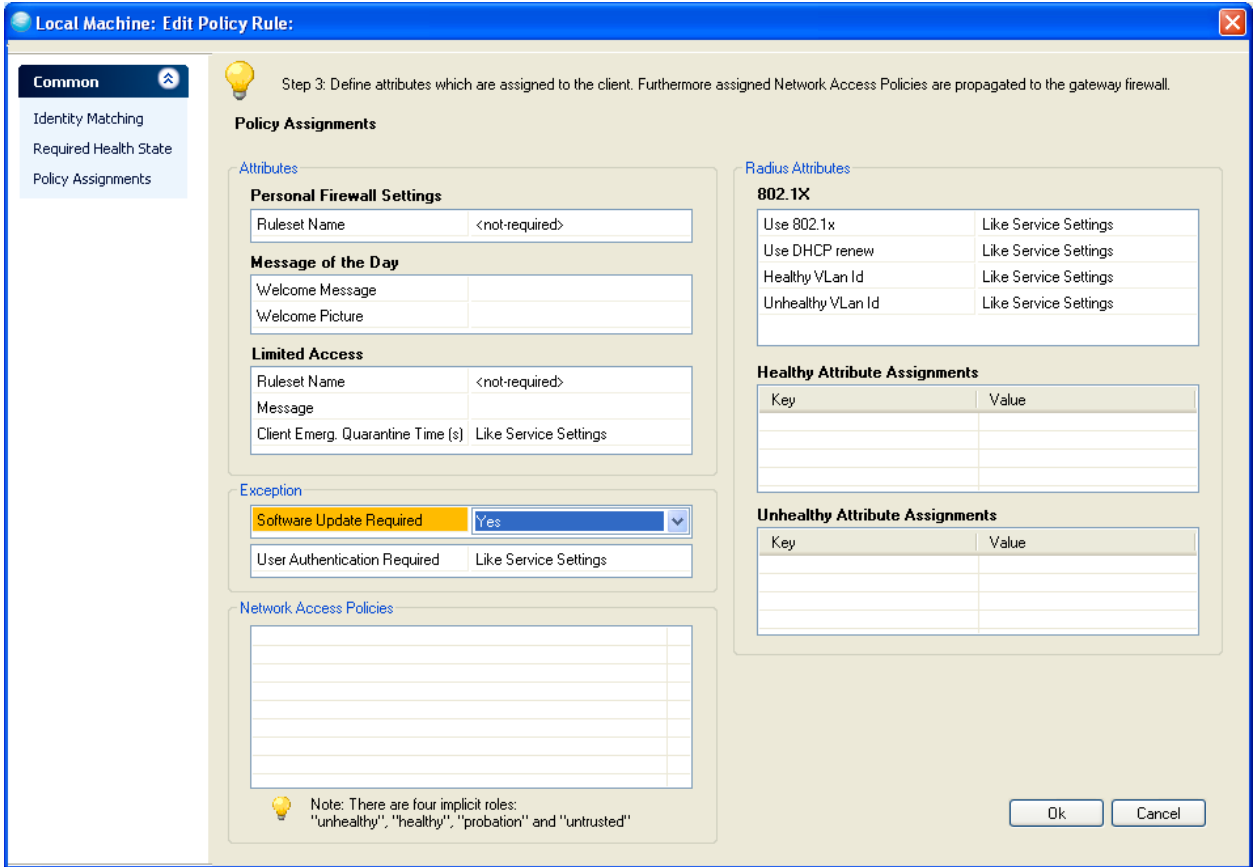 Local Machine: Edit Policy Rule:
Common
Identity Matching
Required Health State
Policy Assignments
Step 3: Define attributes which are assigned to the client. Furthermore assigned Network Access Policies are propagated to the gateway firewall.
Policy Assignments
Attributes
Personal Firewall Settings
Ruleset Name <not-required>
Message of the Day
Welcome Message
Welcome Picture
Limited Access
Ruleset Name <not-required>
Message
Client Emerg. Quarantine Time (s) Like Service Settings
Exception
Software Update Required Yes
User Authentication Required Like Service Settings
Network Access Policies
Note: There are four implicit roles:
"unhealthy", "healthy", "probation" and "untrusted"
Radius Attributes
802.1X
Use 802.1x Like Service Settings
Use DHCP renew Like Service Settings
Healthy VLan Id Like Service Settings
Unhealthy VLan Id Like Service Settings
Healthy Attribute Assignments
Key Value
Unhealthy Attribute Assignments
Key Value
Ok Cancel